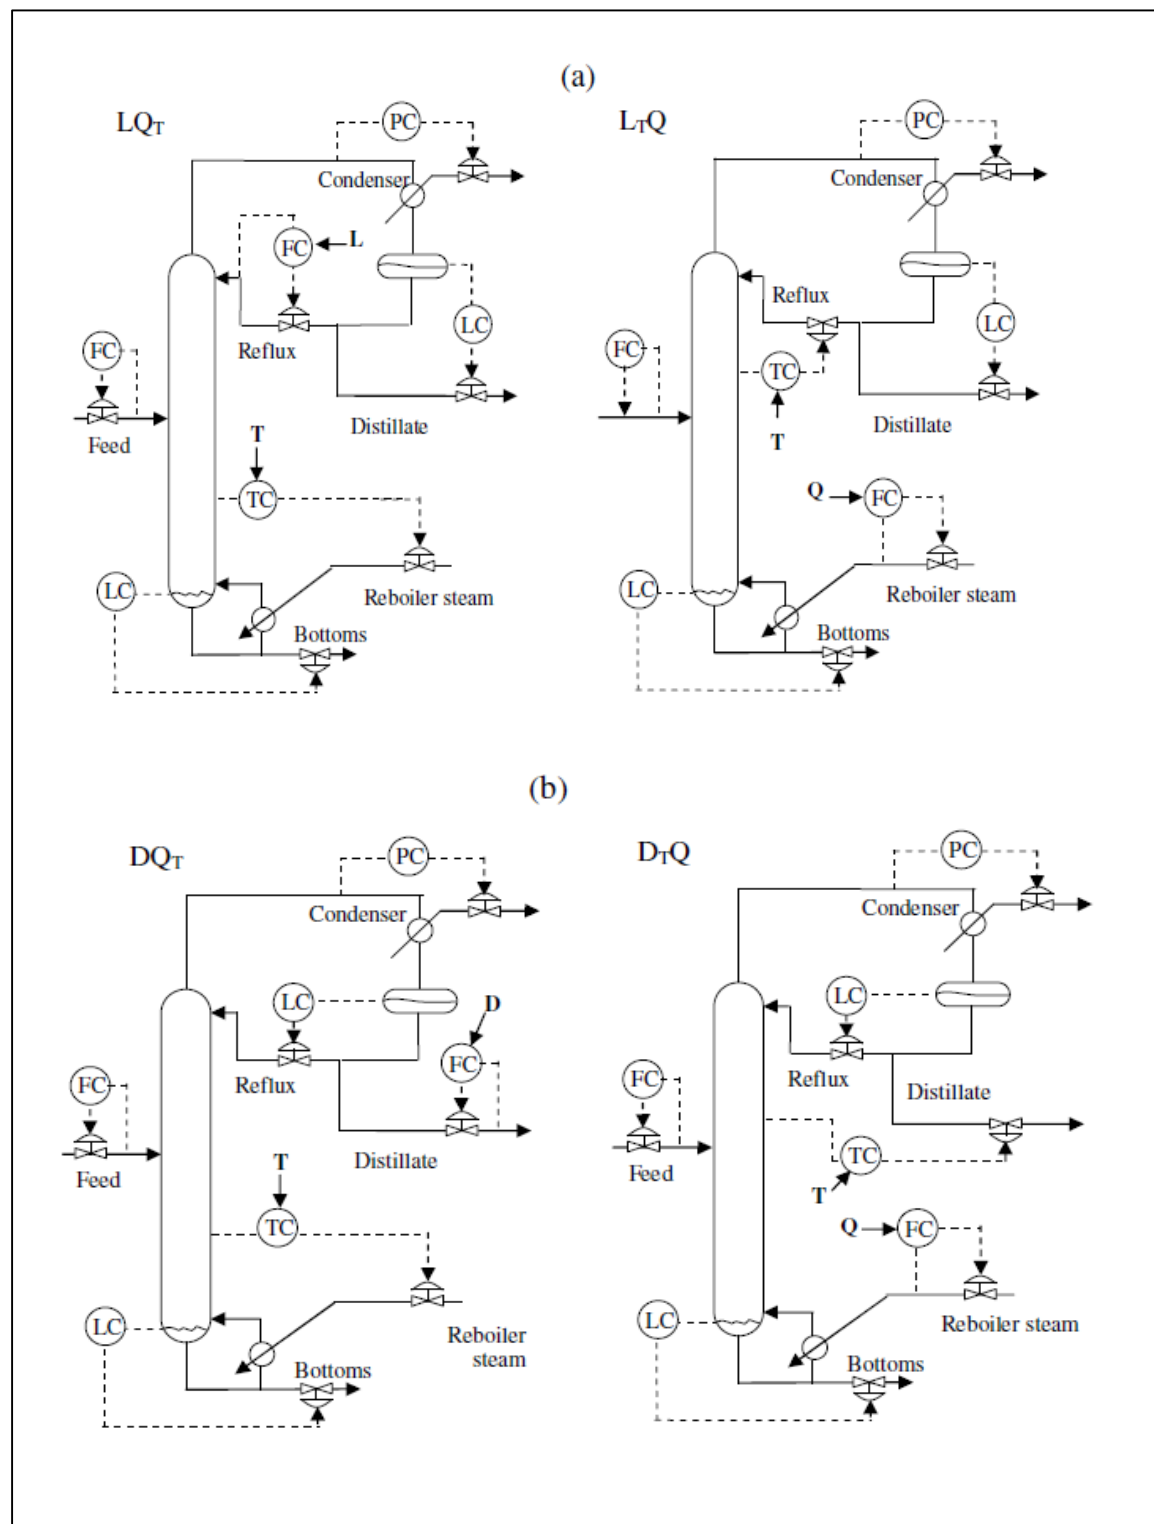 (a)
LQT
LTQ
PC
PC
Condenser
Condenser
FC
L
Reflux
LC
LC
FC
Reflux
FC
TC
T
Feed
Distillate
T
Distillate
TC
Q
FC
LC
Reboiler steam
LC
Reboiler steam
Bottoms
Bottoms
(b)
DQT
DTQ
PC
PC
Condenser
Condenser
LC
D
LC
FC
FC
Reflux
FC
Reflux
Distillate
Feed
T
Distillate
Feed
TC
T
TC
Q
FC
LC
Reboiler
steam
LC
Reboiler steam
Bottoms
Bottoms